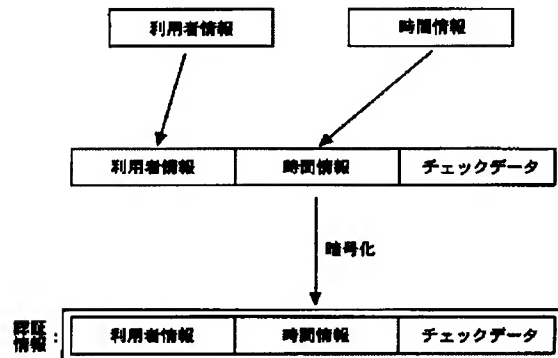 利用者情報
時間情報
利用者情報 時間情報 チェックデータ
暗号化
認証情報: 利用者情報 時間情報 チェックデータ